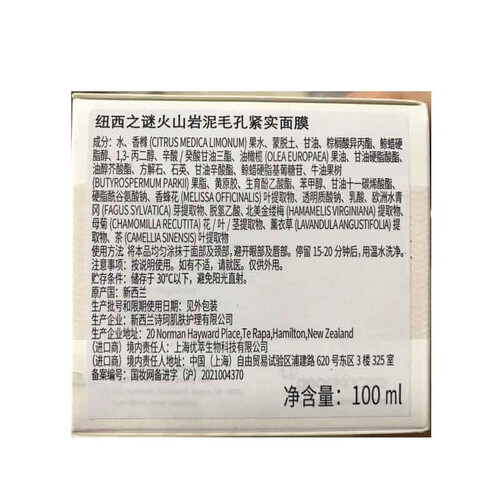 纽西之谜火山岩泥毛孔紧实面膜
成分：水、香橼(CITRUS MEDICA LIMONUM) 果水、蒙脱土、甘油、棕榈酸异丙酯、鲸蜡硬
脂醇、1,3-丙二醇、辛酸／癸酸甘油三酯、油橄榄 (OLEA EUROPAEA) 果油、甘油硬脂酸酯、
油醇芥酸酯、方解石、石英、甘油辛酸酯、鲸蜡硬脂基葡糖苷、牛油果树
(BUTYROSPERMUM PARKII) 果脂、黄原胶、生育酚乙酸酯、苯甲醇、甘油十一碳烯酸酯、
硬脂酰谷氨酸钠、香蜂花 (MELISSA OFFICINALIS) 叶提取物、透明质酸钠、乳酸、欧洲水青
冈 (FAGUS SYLVATICA) 芽提取物、脱氢乙酸、北美金缕梅 (HAMAMELIS VIRGINIANA) 提取物、
母菊 (CHAMOMILLA RECUTITA) 花／叶／茎提取物、薰衣草 (LAVANDULA ANGUSTIFOLIA) 提
取物、茶 (CAMELLIA SINENSIS) 叶提取物
使用方法：将本品均匀涂抹于面部及颈部、避开眼部及唇部。停留 15-20 分钟后，用温水洗净。
注意事项：按说明使用。如有不适，请就医。仅供外用。
贮存条件：储存于 30℃以下，避免阳光直射。
原产国：新西兰
生产批号和限期使用日期：见外包装
生产企业：新西兰诗珂肌肤护理有限公司
生产企业地址：20 Norman Hayward Place,Te Rapa,Hamilton,New Zealand
(进口商) 境内责任人：上海优萃生物科技有限公司
(进口商) 境内责任人地址：中国（上海）自由贸易试验区浦建路 620 号东区 3 楼 325 室
备案编号：国妆网备进字（沪）2021004370
净含量：100 ml